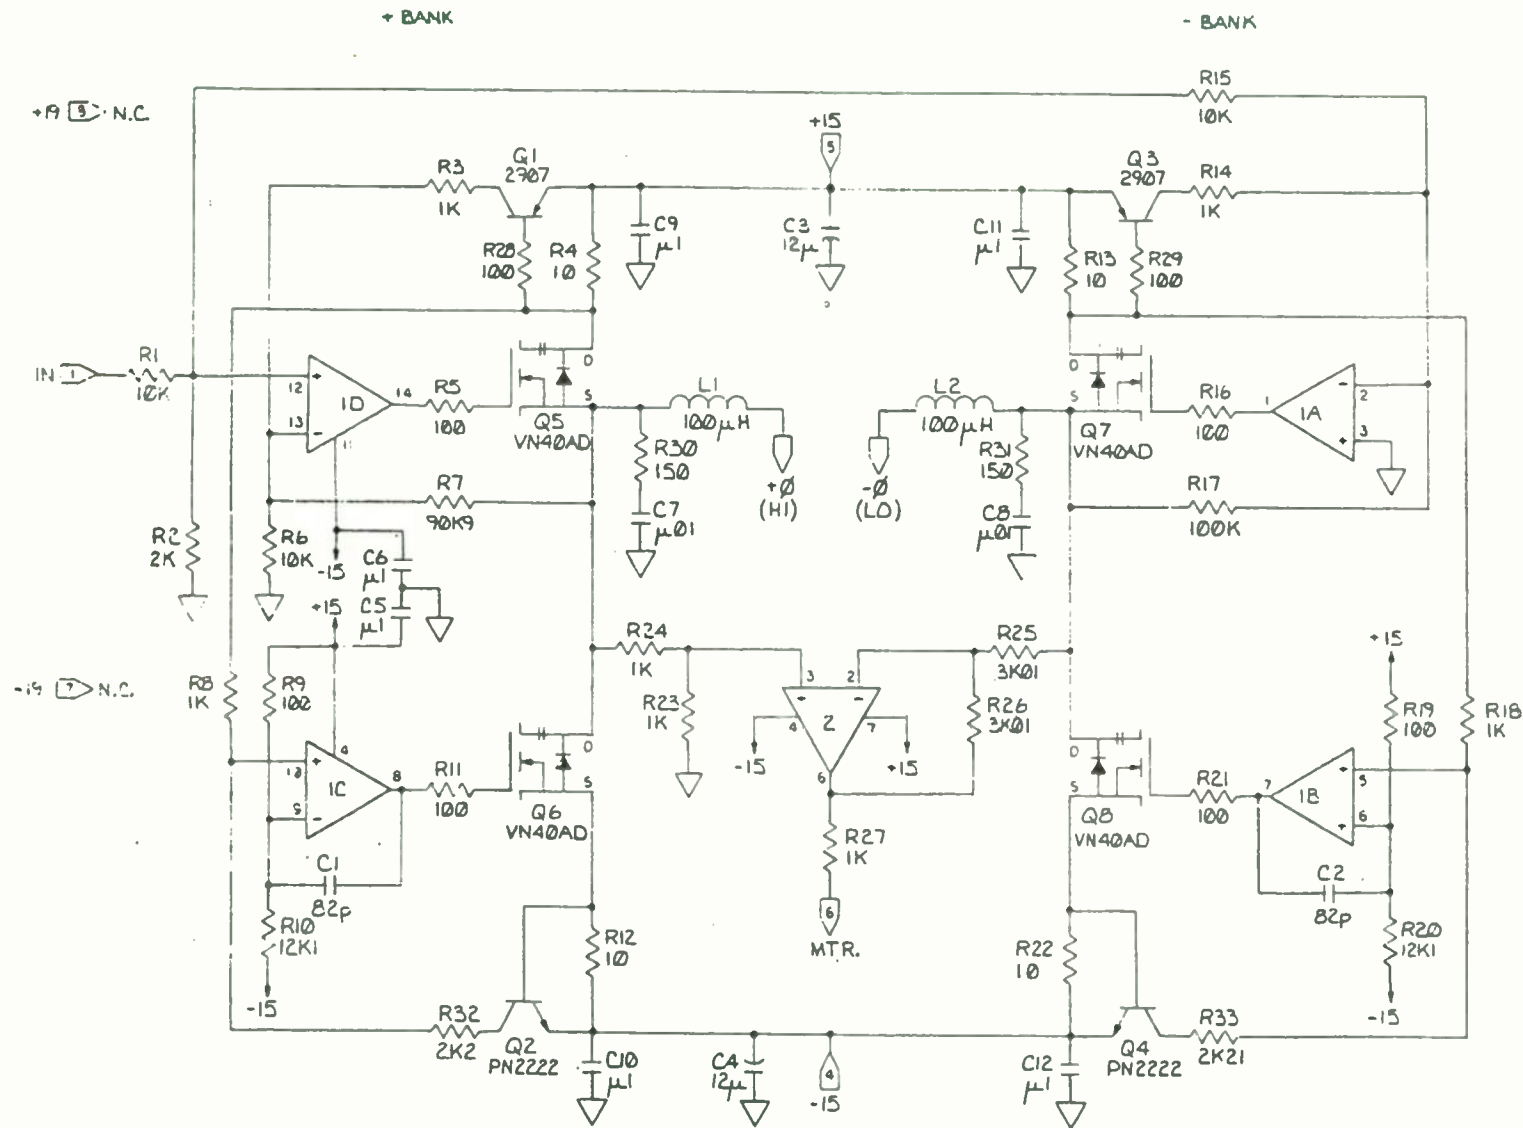 + BANK
- BANK
+19 9 N.C.
R15
10K
+15
5
R3
1K
Q1
2907
Q3
2907
R14
1K
C9
µ1
C3
12µ
C11
µ1
R28
100
R4
10
R13
10
R29
100
IN 1
R1
10K
12
+
1D
14
13
-
11
R5
100
D
S
Q5
VN40AD
L1
100µH
+Ø
(HI)
L2
100µH
-Ø
(LO)
D
S
Q7
VN40AD
R16
100
1
1A
-
2
+
3
R30
150
C7
µ01
R31
150
C8
µ01
R7
90K9
R17
100K
R2
2K
R6
10K
-15
C6
µ1
C5
µ1
+15
R24
1K
R23
1K
R25
3K01
R26
3K01
3
2
+
-
4
2
7
-15
+15
6
R27
1K
6
MTR.
+15
R19
100
R18
1K
-19 7 N.C.
R8
1K
R9
100
10
+
4
1C
8
9
-
R11
100
D
S
Q6
VN40AD
D
S
Q8
VN40AD
R21
100
7
1B
+
5
+
6
C1
82p
C2
82p
R10
12K1
-15
R20
12K1
-15
R12
10
R22
10
R32
2K2
Q2
PN2222
C10
µ1
C4
12µ
4
-15
C12
µ1
Q4
PN2222
R33
2K21